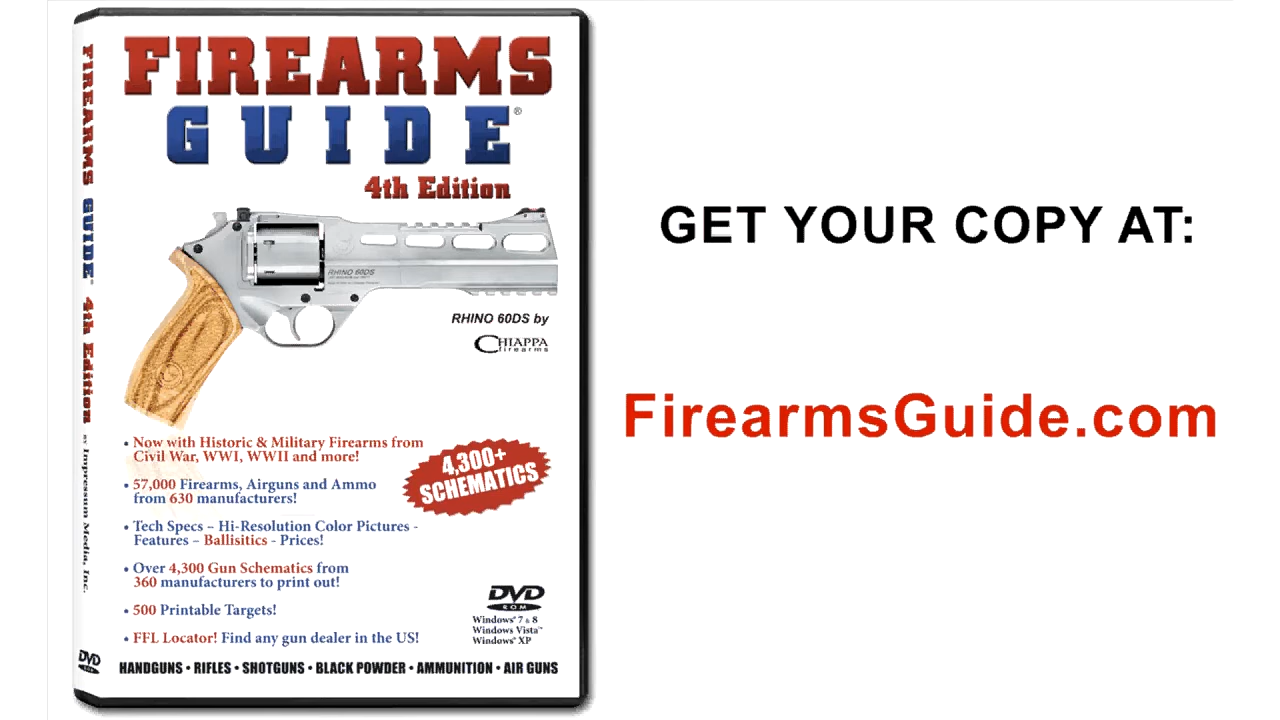 FIREARMS
GUIDE®
4th Edition
FIREARMS GUIDE 4th Edition BY Impressum Media, Inc.
RHINO 60DS
RHINO 60DS by
CHIAPPA
firearms
• Now with Historic & Military Firearms from
Civil War, WWI, WWII and more!
4,300+
SCHEMATICS
• 57,000 Firearms, Airguns and Ammo
from 630 manufacturers!
• Tech Specs – Hi-Resolution Color Pictures -
Features – Ballisitics - Prices!
• Over 4,300 Gun Schematics from
360 manufacturers to print out!
• 500 Printable Targets!
• FFL Locator! Find any gun dealer in the US!
DVD
ROM
Windows® 7 & 8
Windows Vista™
Windows® XP
DVD
HANDGUNS • RIFLES • SHOTGUNS • BLACK POWDER • AMMUNITION • AIR GUNS
GET YOUR COPY AT:
FirearmsGuide.com